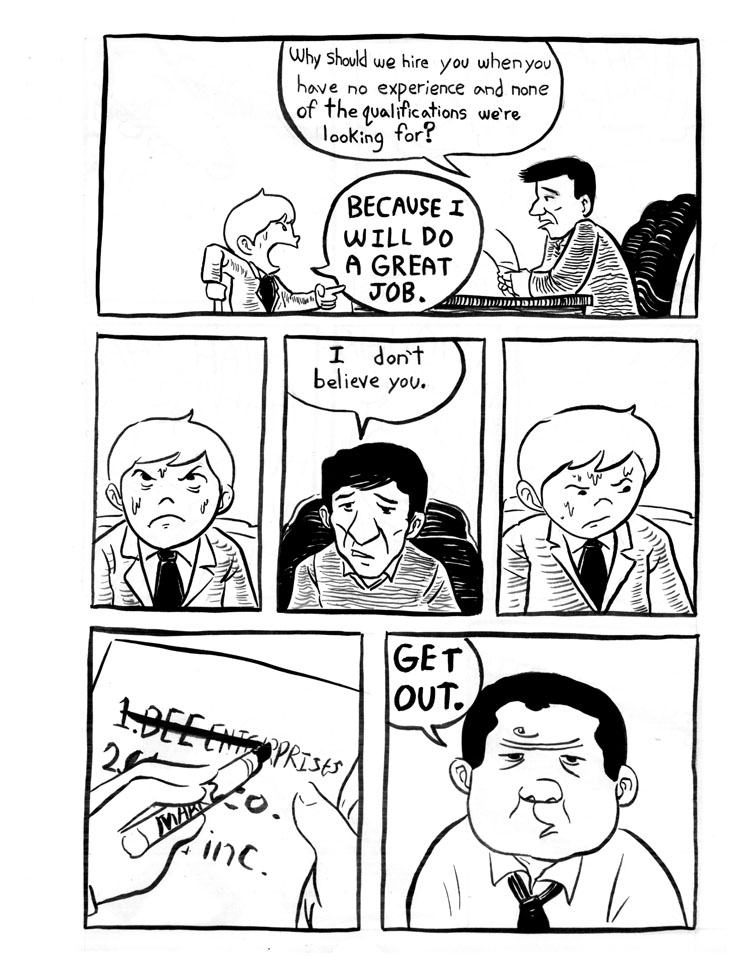 Why should we hire you when you
have no experience and none
of the qualifications we're
looking for?
BECAUSE I
WILL DO
A GREAT
JOB.
I don't
believe you.
1. BEE ENTERPRISES
2.
co.
MARK
inc.
GET
OUT.